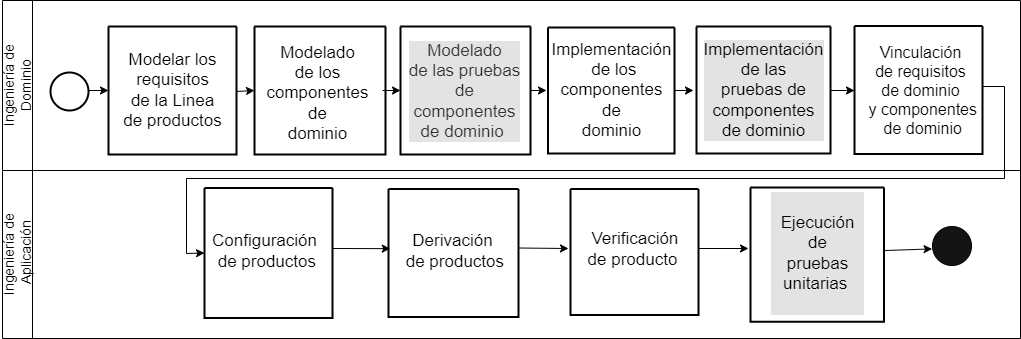 Ingeniería de
Dominio
Modelar los
requisitos
de la Linea
de productos
Modelado
de los
componentes
de
dominio
Modelado
de las pruebas
de
componentes
de dominio
Implementación
de los
componentes
de
dominio
Implementación
de las
pruebas de
componentes
de dominio
Vinculación
de requisitos
de dominio
y componentes
de dominio
Ingeniería de
Aplicación
Configuración
de productos
Derivación
de productos
Verificación
de producto
Ejecución
de
pruebas
unitarias